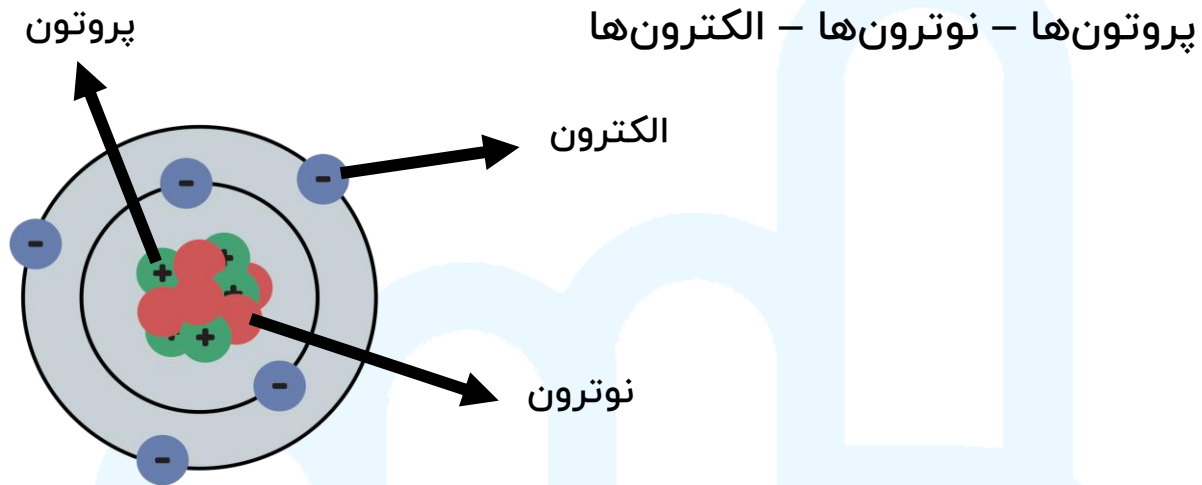 پروتون‌ها – نوترون‌ها – الکترون‌ها
پروتون
الکترون
-
-
-
+
+
+
+
+
نوترون
-
-